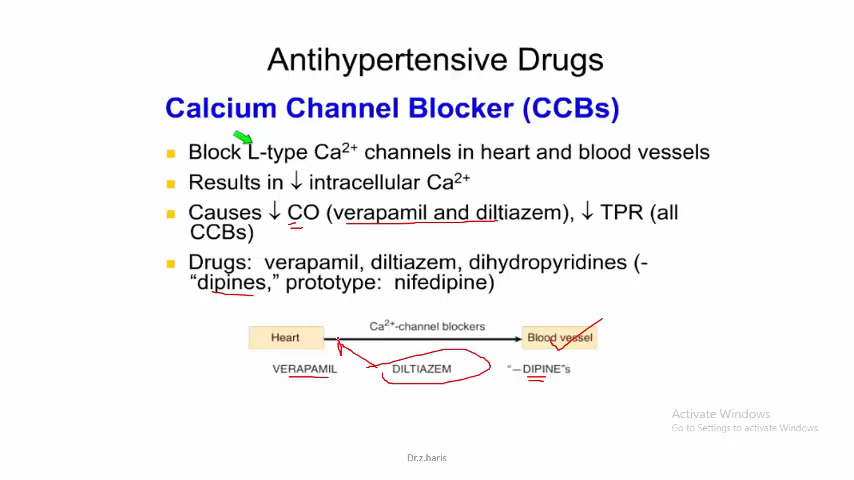 Antihypertensive Drugs
Calcium Channel Blocker (CCBs)
Block L-type Ca2+ channels in heart and blood vessels
Results in ↓ intracellular Ca2+
Causes ↓ CO (verapamil and diltiazem), ↓ TPR (all
CCBs)
Drugs: verapamil, diltiazem, dihydropyridines (-
“dipines,” prototype: nifedipine)
Ca2+-channel blockers
Heart Blood vessel
VERAPAMIL DILTIAZEM “—DIPINE”s
Activate Windows
Go to Settings to activate Windows.
Dr.z.haris